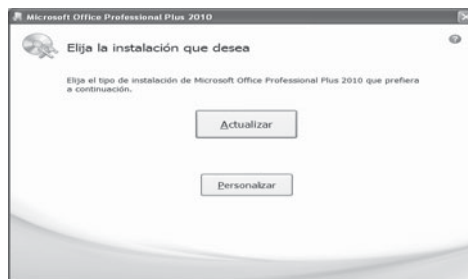 Microsoft Office Professional Plus 2010
Elija la instalación que desea
Elija el tipo de instalación de Microsoft Office Professional Plus 2010 que prefiera
a continuación.
Actualizar
Personalizar